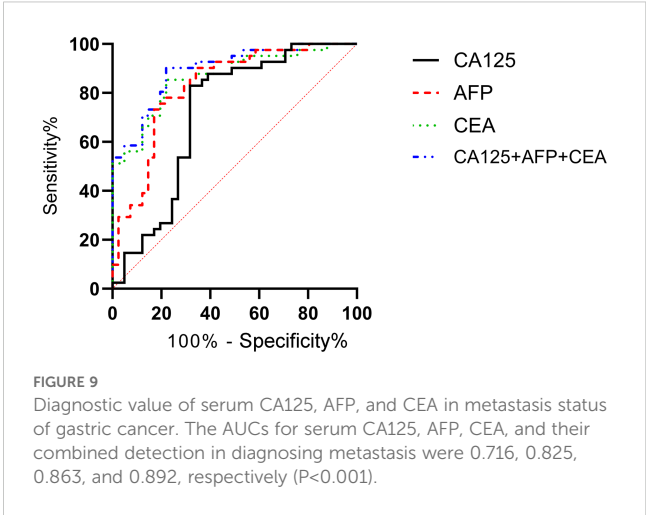 100
80
60
40
20
0
Sensitivity%
0 20 40 60 80 100
100% - Specificity%
CA125
AFP
CEA
CA125+AFP+CEA
FIGURE 9
Diagnostic value of serum CA125, AFP, and CEA in metastasis status
of gastric cancer. The AUCs for serum CA125, AFP, CEA, and their
combined detection in diagnosing metastasis were 0.716, 0.825,
0.863, and 0.892, respectively (P<0.001).